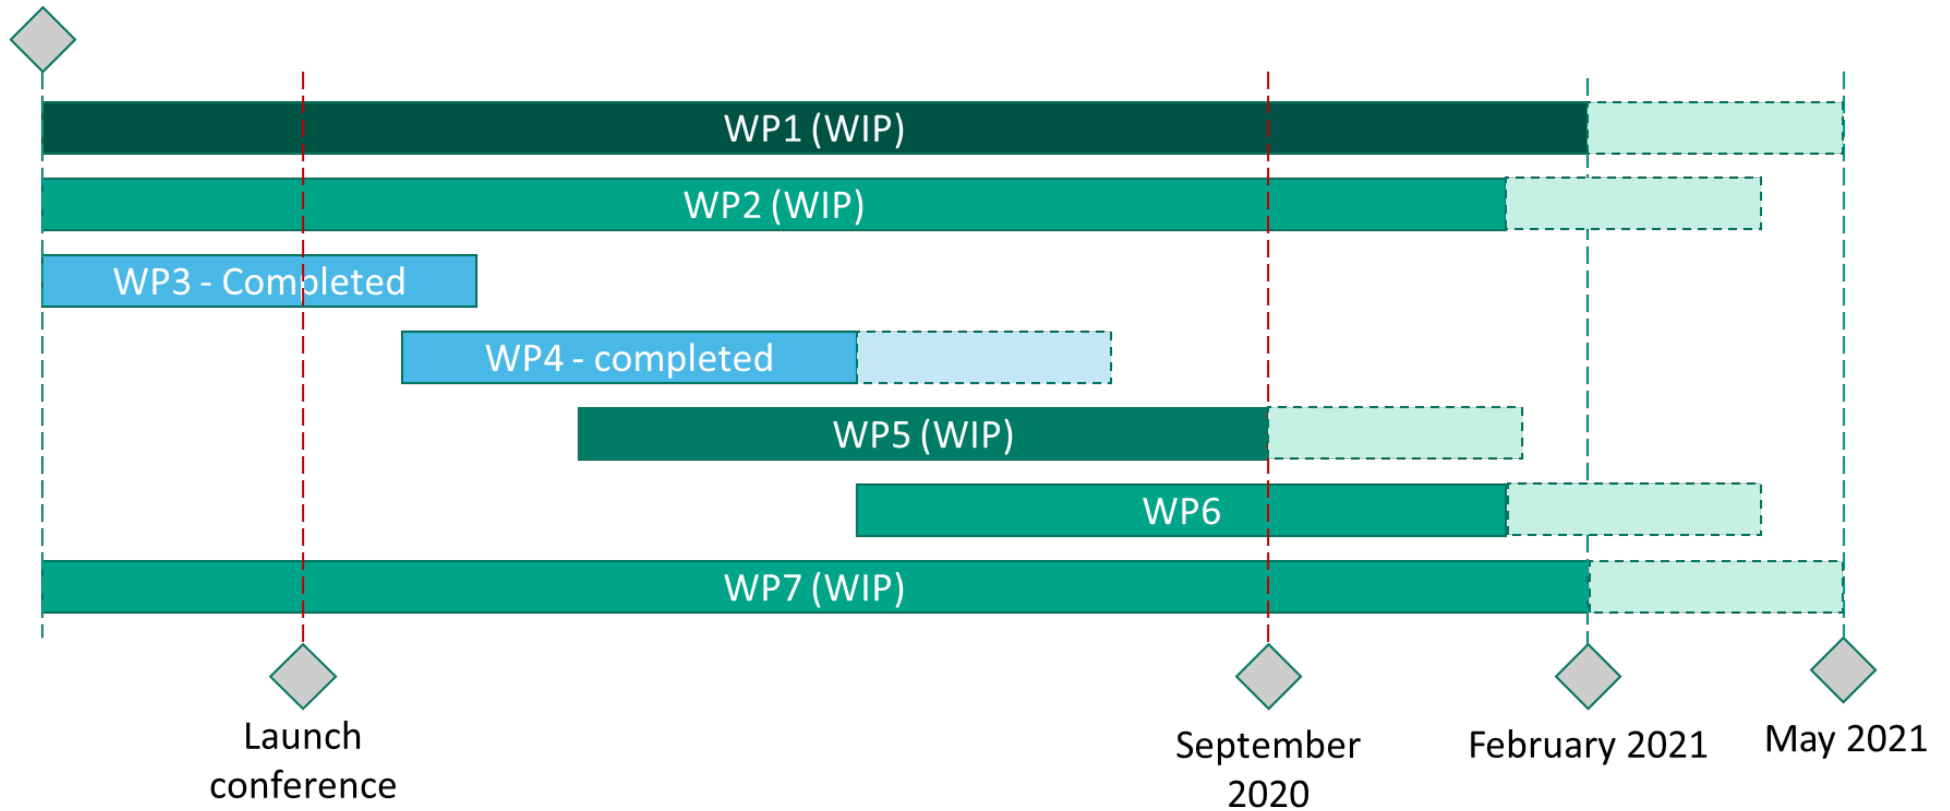 WP1 (WIP)
WP2 (WIP)
WP3 - Completed
WP4 - completed
WP5 (WIP)
WP6
WP7 (WIP)
Launch
conference
September
2020
February 2021
May 2021